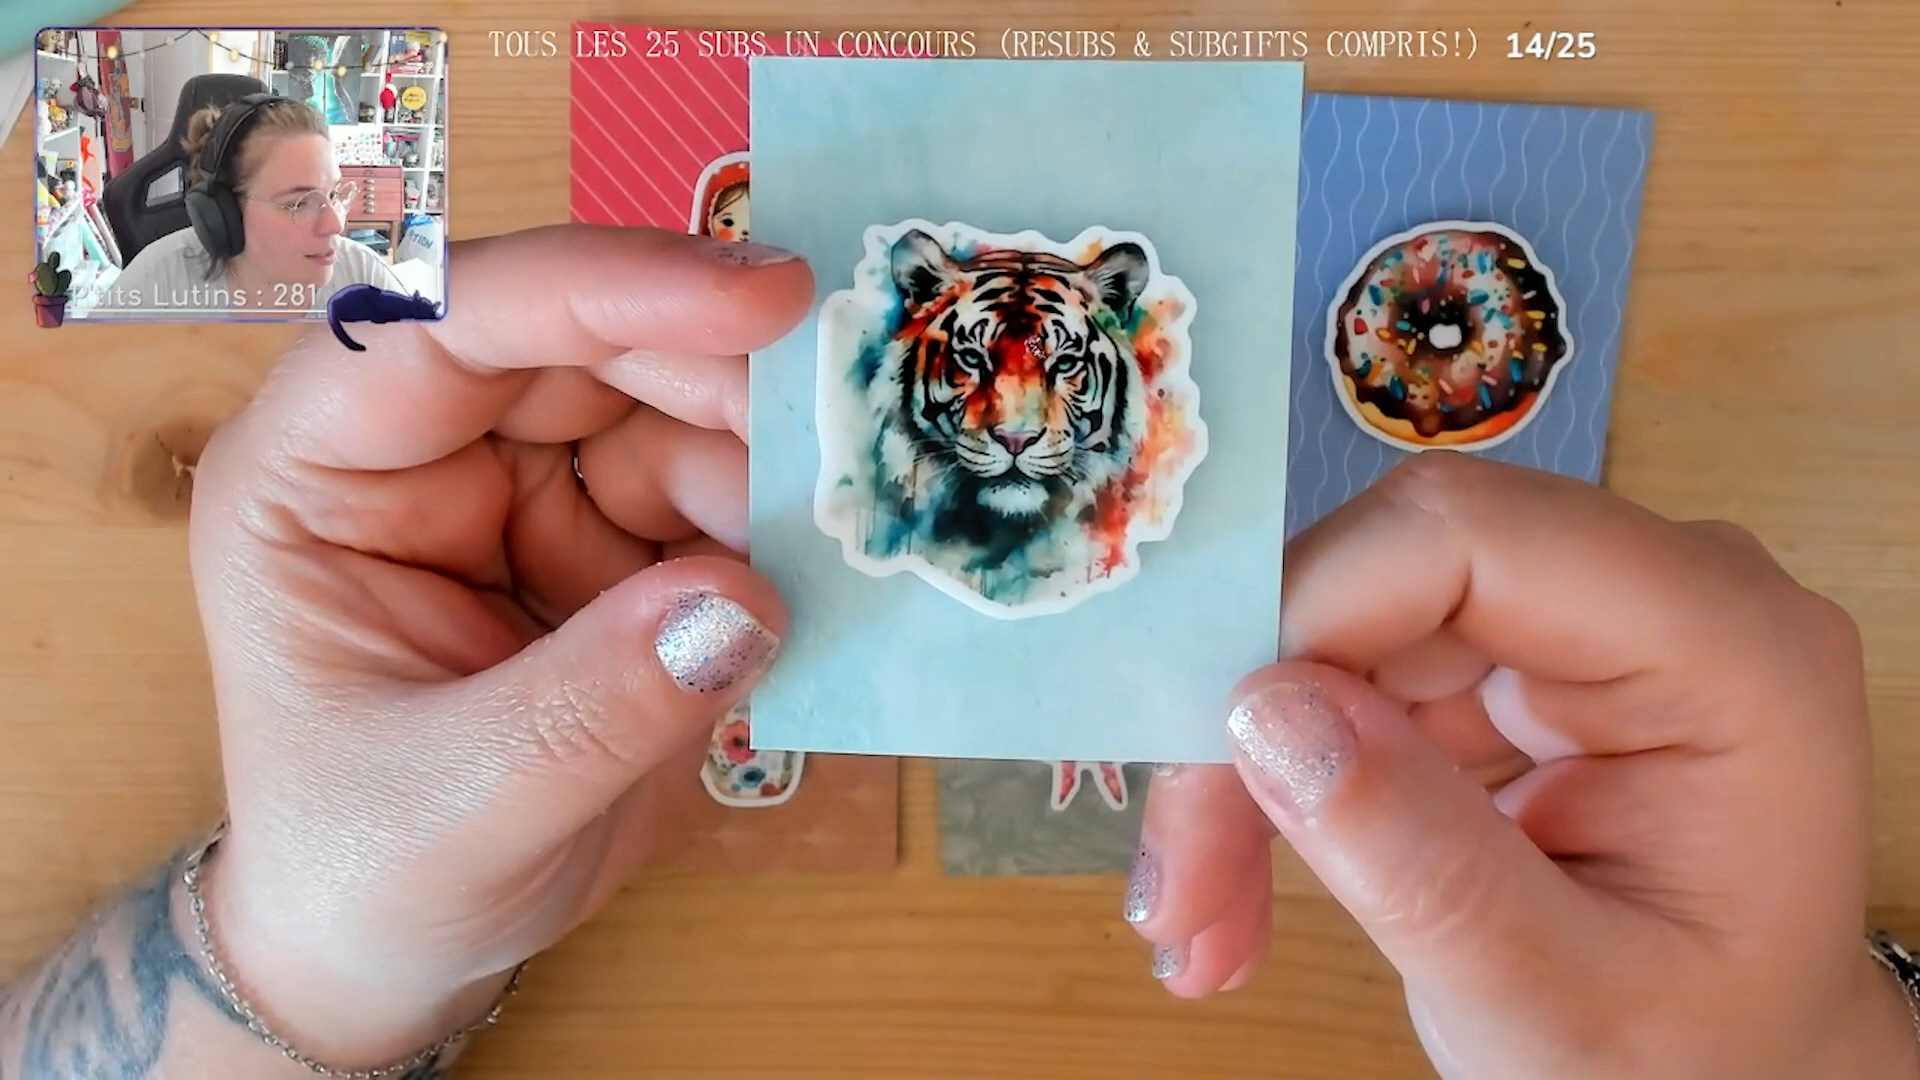 TOUS LES 25 SUBS UN CONCOURS (RESUBS & SUBGIFTS COMPRIS!) 14/25
P'tits Lutins : 281